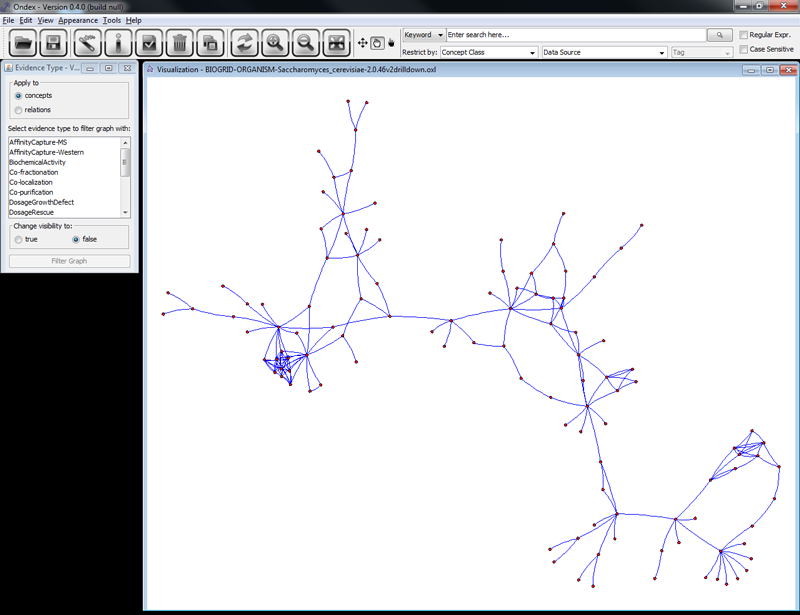 Ondex - Version 0.4.0 (build null)
File Edit View Appearance Tools Help
Keyword Enter search here... Regular Expr.
Restrict by: Concept Class Data Source Tag Case Sensitive
Evidence Type - V...
Visualization - BIOGRID-ORGANISM-Saccharomyces_cerevisiae-2.0.46v2drilldown.oxl
Apply to
concepts
relations
Select evidence type to filter graph with:
AffinityCapture-MS
AffinityCapture-Western
BiochemicalActivity
Co-fractionation
Co-localization
Co-purification
DosageGrowthDefect
DosageRescue
Change visibility to:
true false
Filter Graph